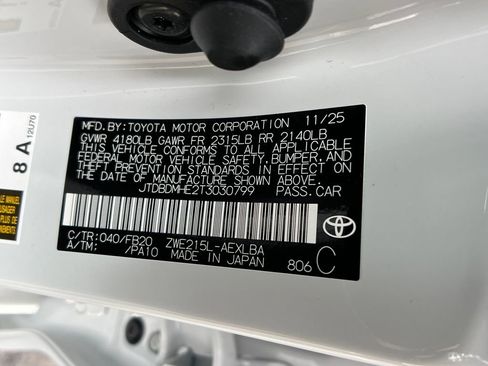 MFD.BY:TOYOTA MOTOR CORPORATION 11/25
GVWR 4180LB GAWR FR 2315LB RR 2140LB
THIS VEHICLE CONFORMS TO ALL APPLICABLE
FEDERAL MOTOR VEHICLE SAFETY, BUMPER, AND
THEFT PREVENTION STANDARDS IN EFFECT ON
THE DATE OF MANUFACTURE SHOWN ABOVE.
JTDBDMHE2T3030799 PASS.CAR
C/TR:040/FB20 ZWE215L-AEXLBA
A/TM: /PA10 MADE IN JAPAN 806 C
8 A 12U70